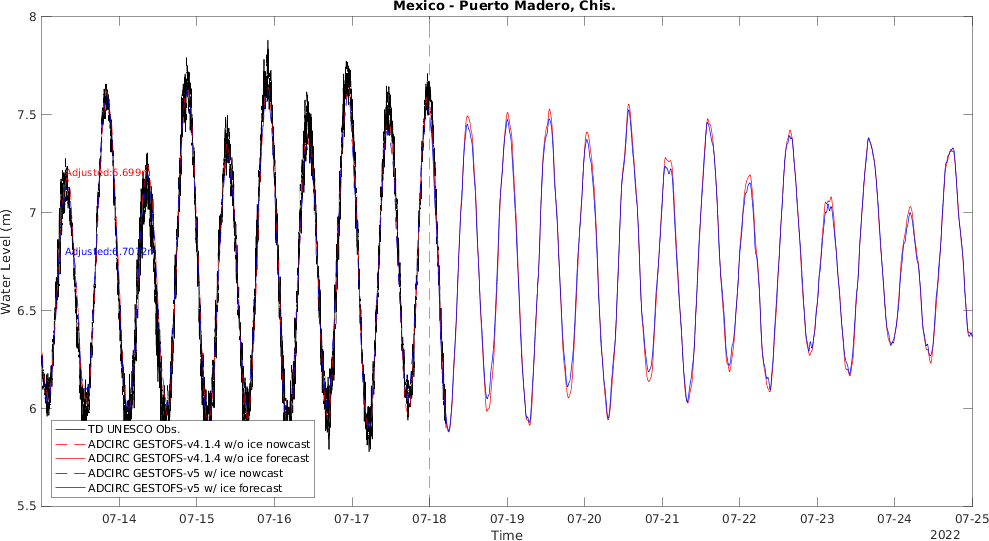 Mexico - Puerto Madero, Chis.
8
7.5
7
6.5
6
5.5
Water Level (m)
Adjusted:6.699m
Adjusted:6.7072m
TD UNESCO Obs.
ADCIRC GESTOFS-v4.1.4 w/o ice nowcast
ADCIRC GESTOFS-v4.1.4 w/o ice forecast
ADCIRC GESTOFS-v5 w/ ice nowcast
ADCIRC GESTOFS-v5 w/ ice forecast
07-14 07-15 07-16 07-17 07-18 07-19 07-20 07-21 07-22 07-23 07-24 07-25
Time
2022